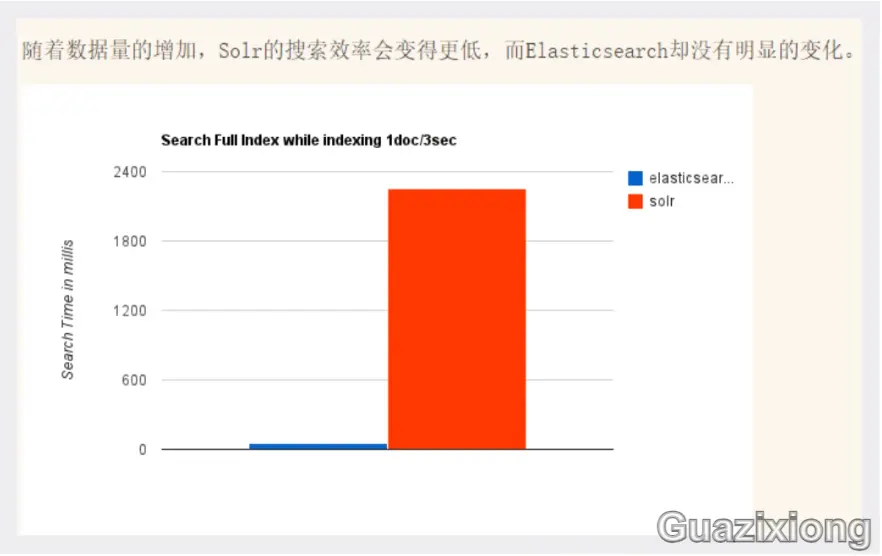 随着数据量的增加，Solr的搜索效率会变得更低，而Elasticsearch却没有明显的变化。
Search Full Index while indexing 1doc/3sec
2400
1800
1200
600
0
Search Time in millis
elasticsear...
solr
Guazixiong